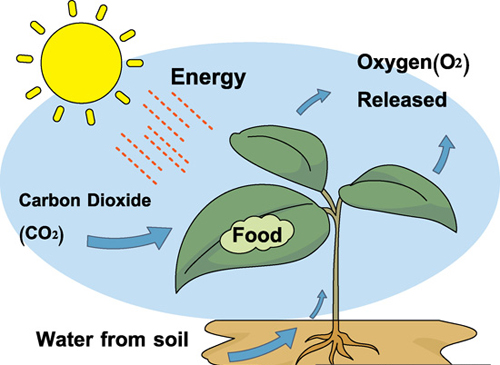 Energy
Oxygen(O₂)
Released
Carbon Dioxide
(CO₂)
Food
Water from soil